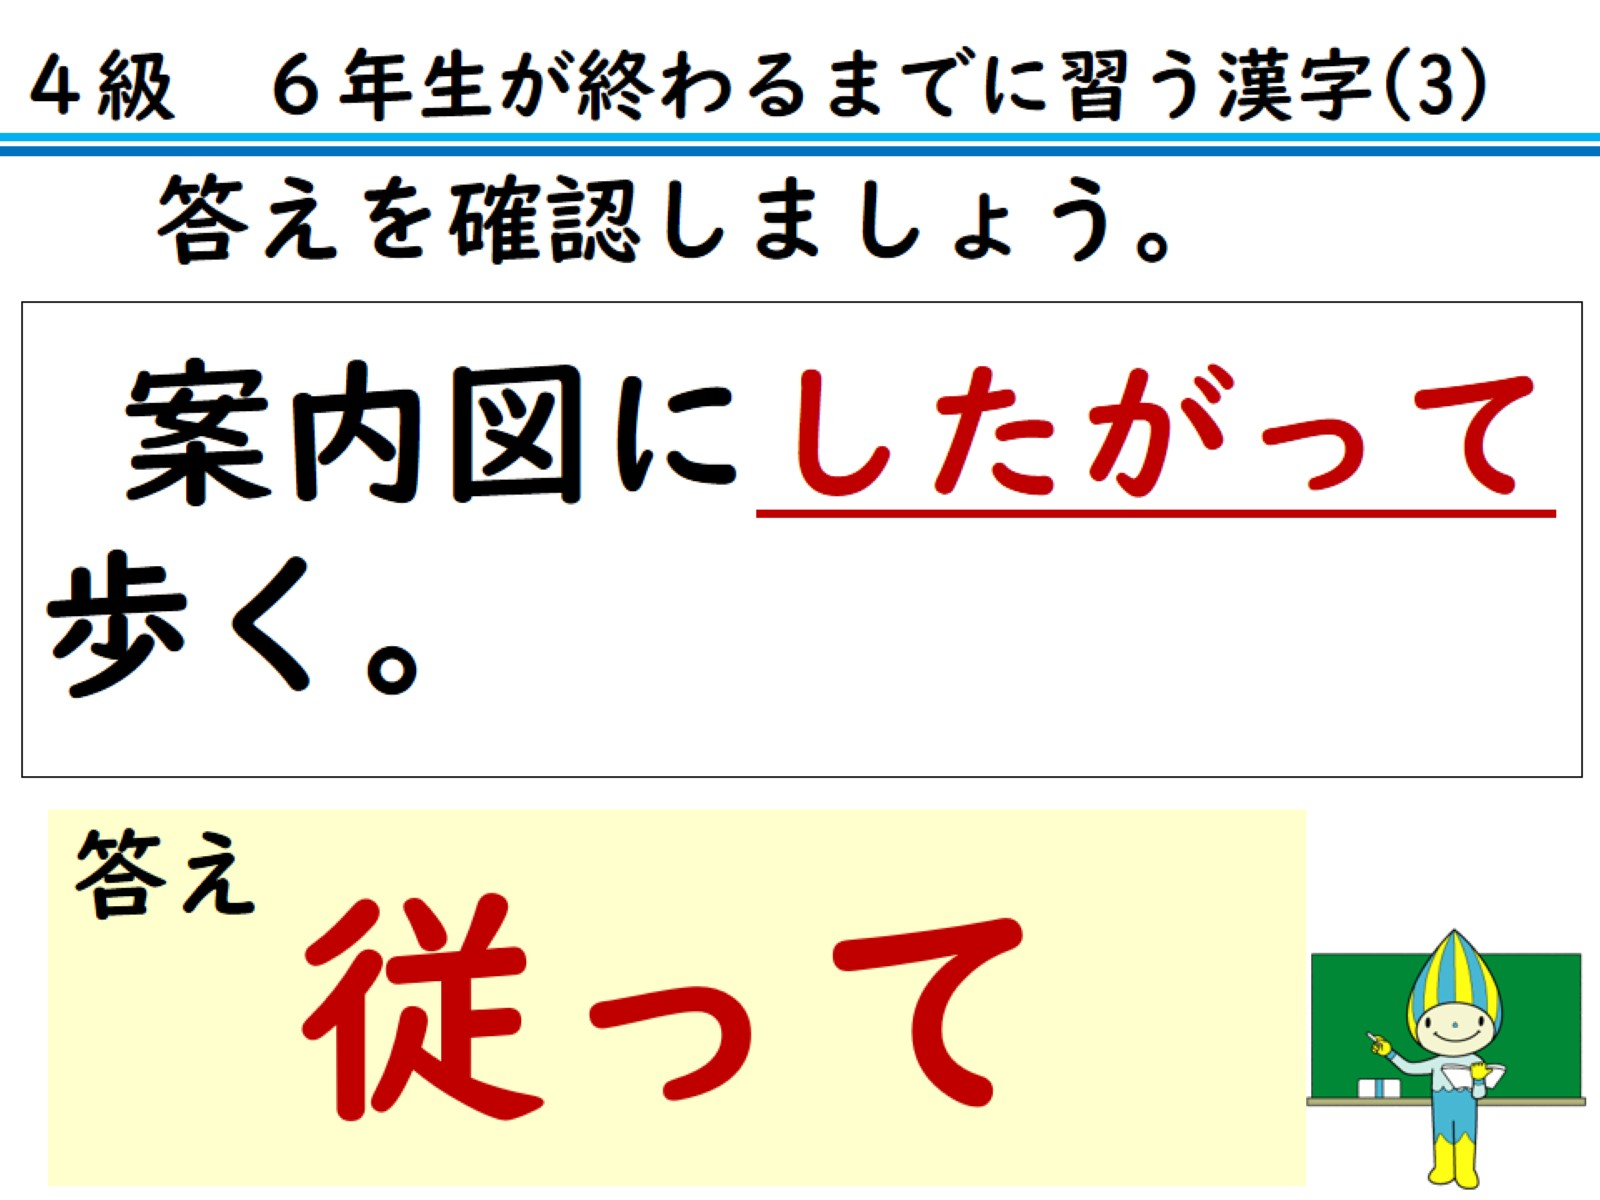 ４級　６年生が終わるまでに習う漢字(3)
答えを確認しましょう。
案内図にしたがって
歩く。
答え
従って